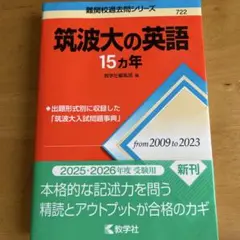 難関校過去問シリーズ
722
筑波大の英語
15カ年
教学社編集部 編
◆出題形式別に収録した
「筑波大入試問題事典」
from 2009 to 2023
2025-2026年度 受験用
新刊
本格的な記述力を問う
精読とアウトプットが合格のカギ
教学社